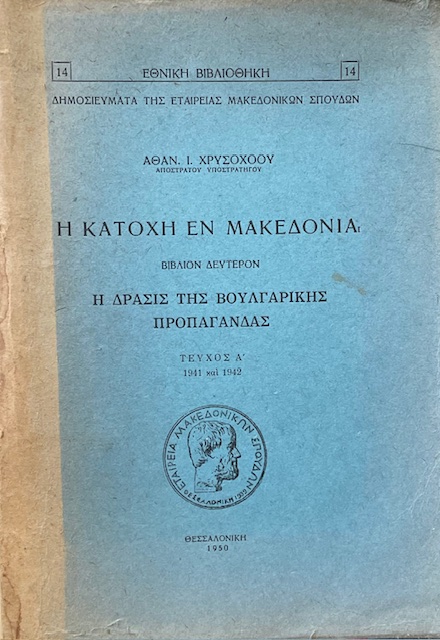 14 ΕΘΝΙΚΗ ΒΙΒΛΙΟΘΗΚΗ 14
ΔΗΜΟΣΙΕΥΜΑΤΑ ΤΗΣ ΕΤΑΙΡΕΙΑΣ ΜΑΚΕΔΟΝΙΚΩΝ ΣΠΟΥΔΩΝ
ΑΘΑΝ. Ι. ΧΡΥΣΟΧΟΟΥ
ΑΠΟΣΤΡΑΤΟΥ ΥΠΟΣΤΡΑΤΗΓΟΥ
Η ΚΑΤΟΧΗ ΕΝ ΜΑΚΕΔΟΝΙΑι
ΒΙΒΛΙΟΝ ΔΕΥΤΕΡΟΝ
Η ΔΡΑΣΙΣ ΤΗΣ ΒΟΥΛΓΑΡΙΚΗΣ
ΠΡΟΠΑΓΑΝΔΑΣ
ΤΕΥΧΟΣ Α'
1941 καὶ 1942
ΕΤΑΙΡΕΙΑ ΜΑΚΕΔΟΝΙΚΩΝ ΣΠΟΥΔΩΝ
ΘΕΣΣΑΛΟΝΙΚΗ
ΘΕΣΣΑΛΟΝΙΚΗ
1950